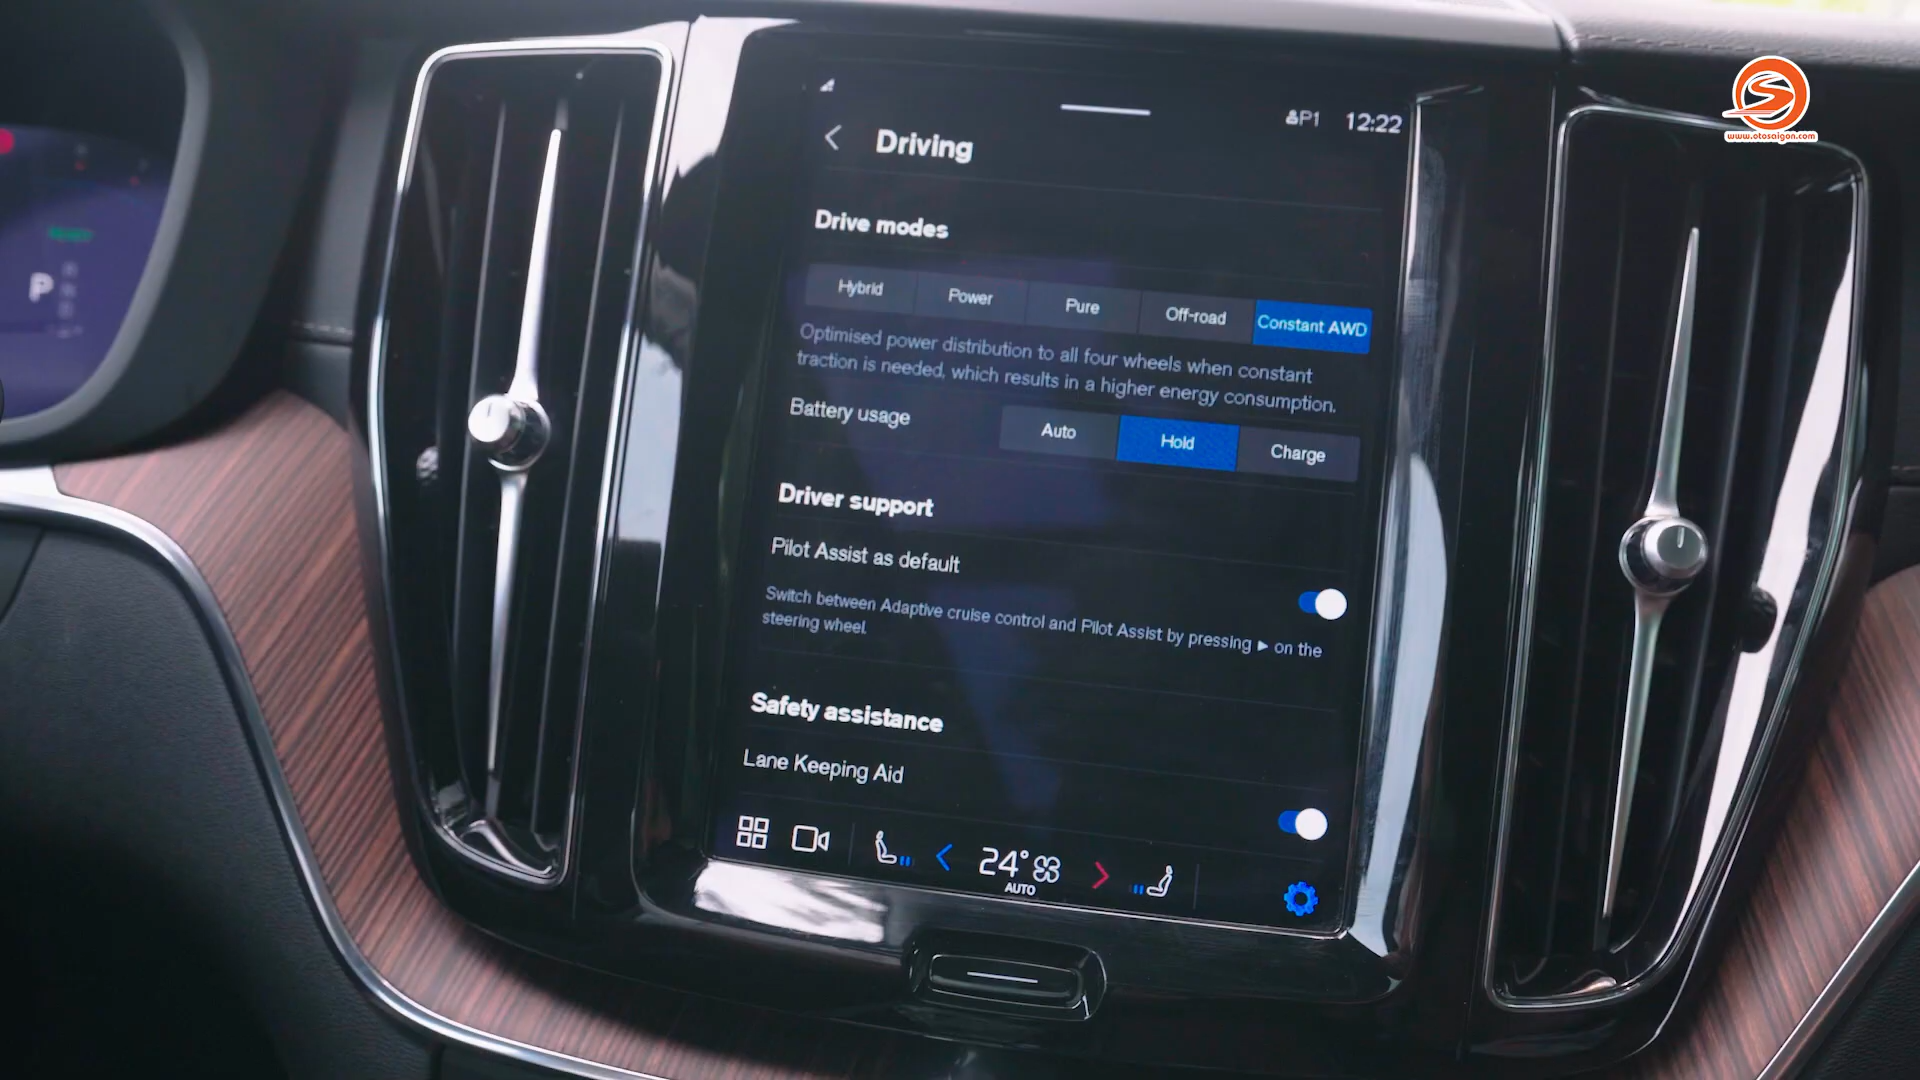 P1 12:22
Driving
Drive modes
Hybrid Power Pure Off-road Constant AWD
Optimised power distribution to all four wheels when constant
traction is needed, which results in a higher energy consumption.
Battery usage Auto Hold Charge
Driver support
Pilot Assist as default
Switch between Adaptive cruise control and Pilot Assist by pressing ▶ on the
steering wheel.
Safety assistance
Lane Keeping Aid
24°
AUTO
P
www.otosaigon.com